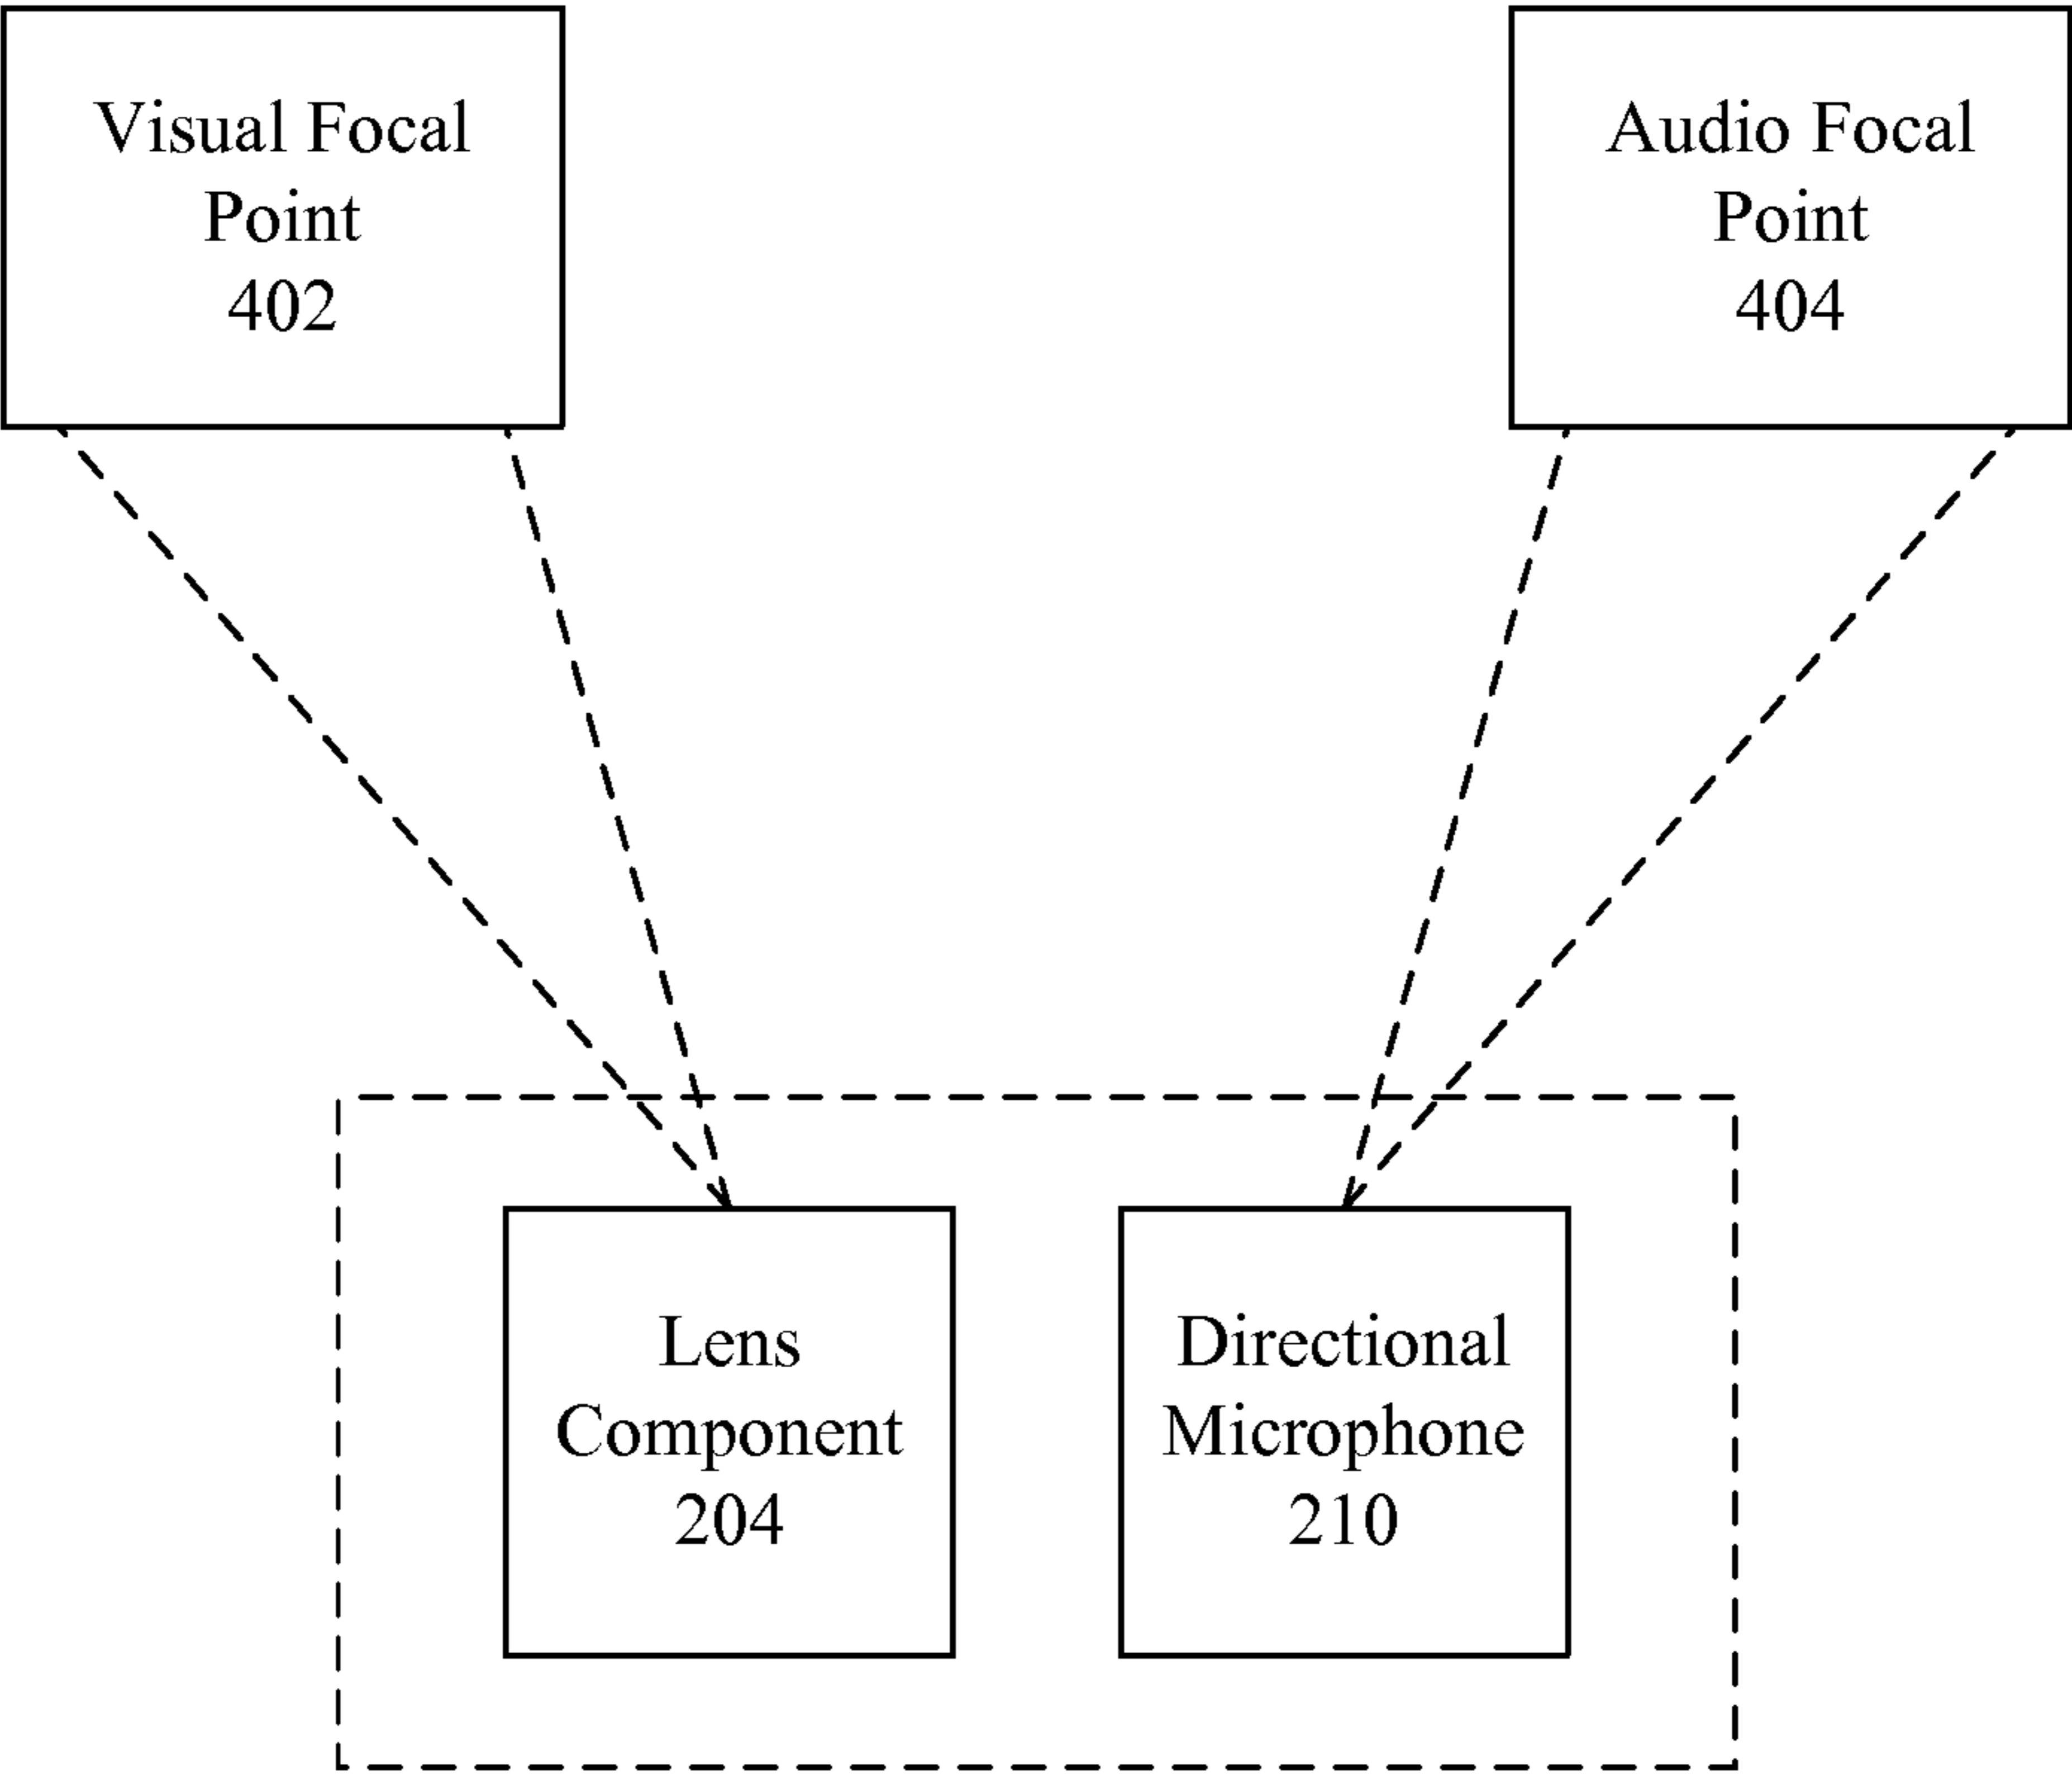 Visual Focal
Point
402
Audio Focal
Point
404
Lens
Component
204
Directional
Microphone
210